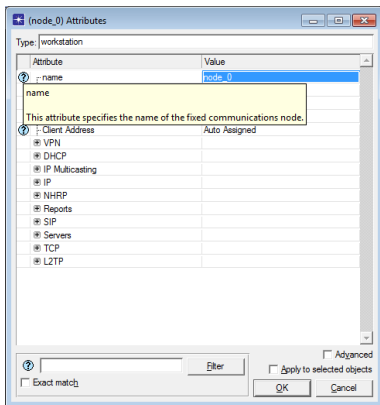 (node_0) Attributes
Type: workstation
Attribute Value
name node_0
name
This attribute specifies the name of the fixed communications node.
Client Address Auto Assigned
VPN
DHCP
IP Multicasting
IP
NHRP
Reports
SIP
Servers
TCP
L2TP
Advanced
Filter
Apply to selected objects
Exact match
OK Cancel